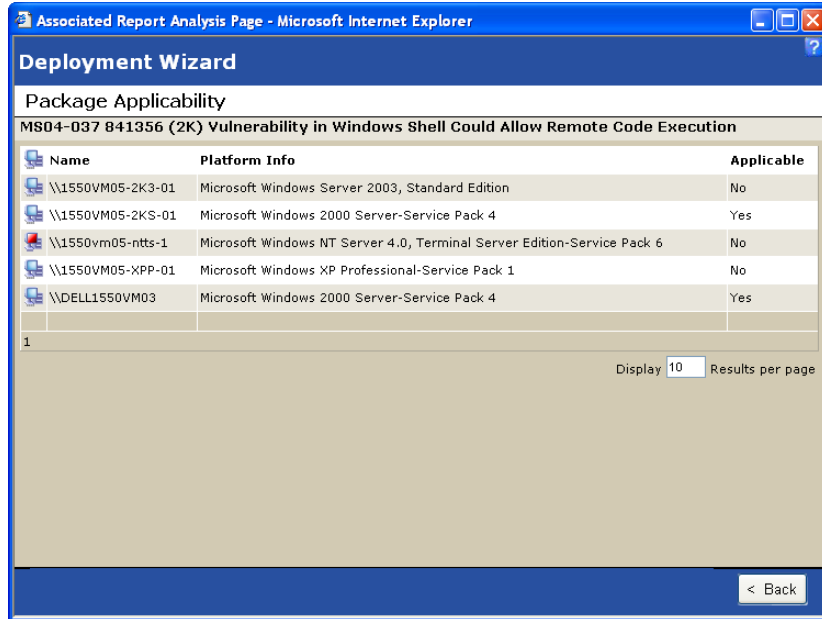 Associated Report Analysis Page - Microsoft Internet Explorer
?
Deployment Wizard
Package Applicability
MS04-037 841356 (2K) Vulnerability in Windows Shell Could Allow Remote Code Execution
Name Platform Info Applicable
\\1550VM05-2K3-01 Microsoft Windows Server 2003, Standard Edition No
\\1550VM05-2KS-01 Microsoft Windows 2000 Server-Service Pack 4 Yes
\\1550vm05-ntts-1 Microsoft Windows NT Server 4.0, Terminal Server Edition-Service Pack 6 No
\\1550VM05-XPP-01 Microsoft Windows XP Professional-Service Pack 1 No
\\DELL1550VM03 Microsoft Windows 2000 Server-Service Pack 4 Yes
1
Display 10 Results per page
< Back